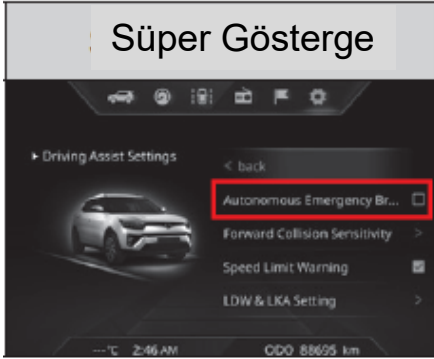 Süper Gösterge
Driving Assist Settings
< back
Autonomous Emergency Br...
Forward Collision Sensitivity >
Speed Limit Warning
LDW & LKA Setting >
---°C 2:46 AM ODO 88695 km